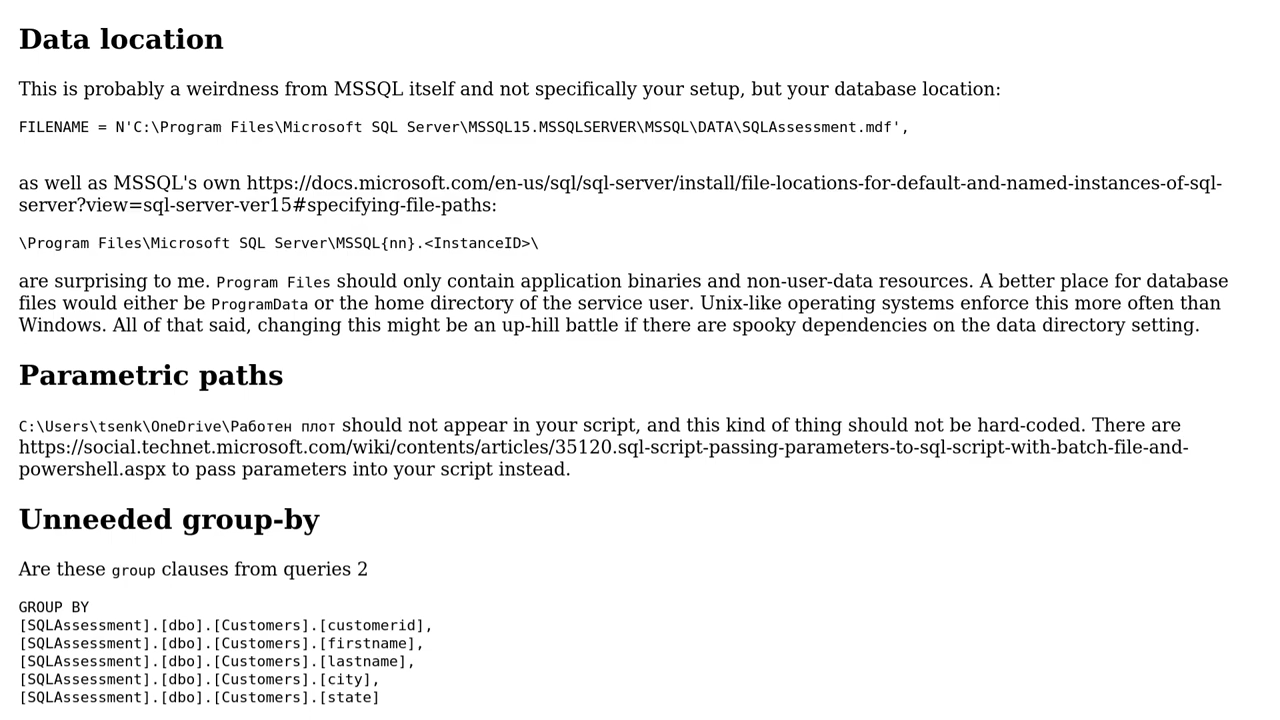 Data location
This is probably a weirdness from MSSQL itself and not specifically your setup, but your database location:
FILENAME = N'C:\Program Files\Microsoft SQL Server\MSSQL15.MSSQLSERVER\MSSQL\DATA\SQLAssessment.mdf',
as well as MSSQL's own https://docs.microsoft.com/en-us/sql/sql-server/install/file-locations-for-default-and-named-instances-of-sql-
server?view=sql-server-ver15#specifying-file-paths:
\Program Files\Microsoft SQL Server\MSSQL{nn}.<InstanceID>\
are surprising to me. Program Files should only contain application binaries and non-user-data resources. A better place for database
files would either be ProgramData or the home directory of the service user. Unix-like operating systems enforce this more often than
Windows. All of that said, changing this might be an up-hill battle if there are spooky dependencies on the data directory setting.
Parametric paths
C:\Users\tsenk\OneDrive\Работен плот should not appear in your script, and this kind of thing should not be hard-coded. There are
https://social.technet.microsoft.com/wiki/contents/articles/35120.sql-script-passing-parameters-to-sql-script-with-batch-file-and-
powershell.aspx to pass parameters into your script instead.
Unneeded group-by
Are these group clauses from queries 2
GROUP BY
[SQLAssessment].[dbo].[Customers].[customerid],
[SQLAssessment].[dbo].[Customers].[firstname],
[SQLAssessment].[dbo].[Customers].[lastname],
[SQLAssessment].[dbo].[Customers].[city],
[SQLAssessment].[dbo].[Customers].[state]